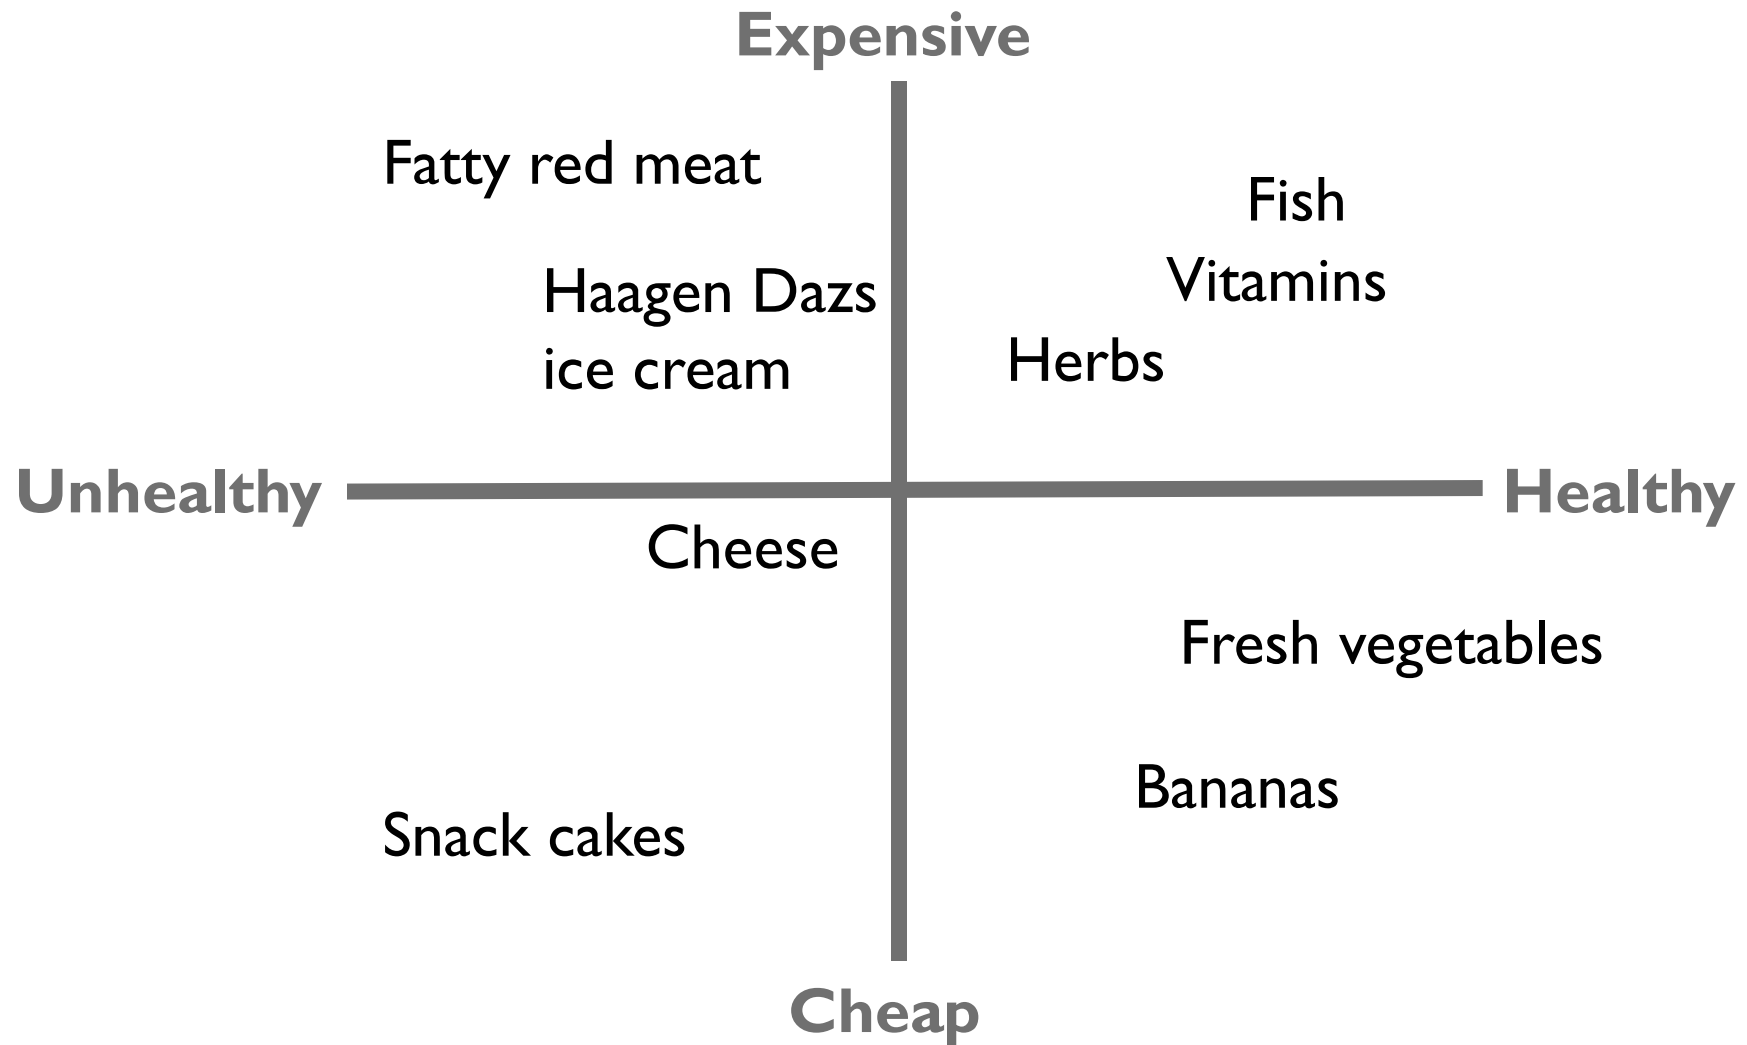 Expensive
Fatty red meat
Fish
Haagen Dazs
ice cream
Vitamins
Herbs
Unhealthy
Healthy
Cheese
Fresh vegetables
Bananas
Snack cakes
Cheap